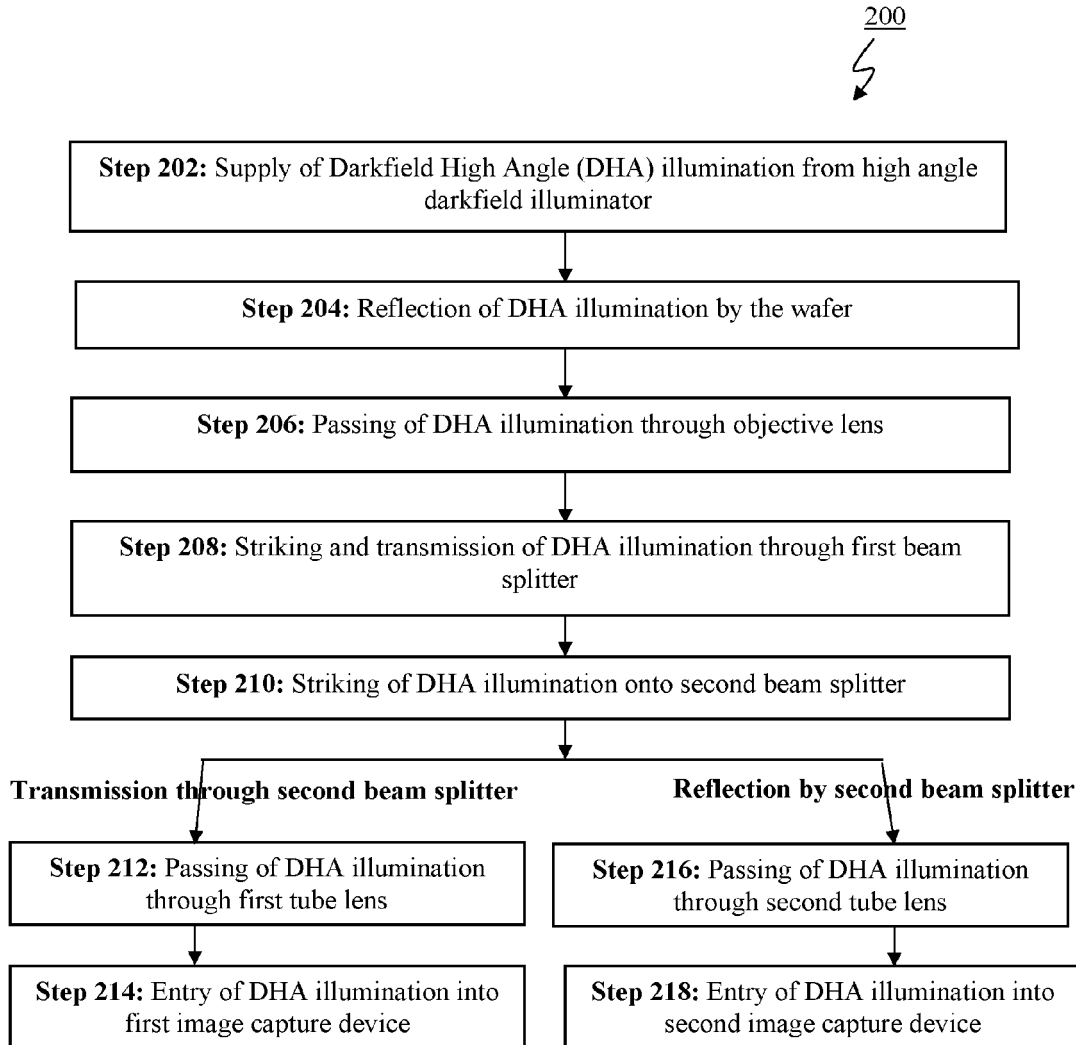 200
Step 202: Supply of Darkfield High Angle (DHA) illumination from high angle
darkfield illuminator
Step 204: Reflection of DHA illumination by the wafer
Step 206: Passing of DHA illumination through objective lens
Step 208: Striking and transmission of DHA illumination through first beam
splitter
Step 210: Striking of DHA illumination onto second beam splitter
Transmission through second beam splitter
Reflection by second beam splitter
Step 212: Passing of DHA illumination
through first tube lens
Step 216: Passing of DHA illumination
through second tube lens
Step 214: Entry of DHA illumination into
first image capture device
Step 218: Entry of DHA illumination into
second image capture device